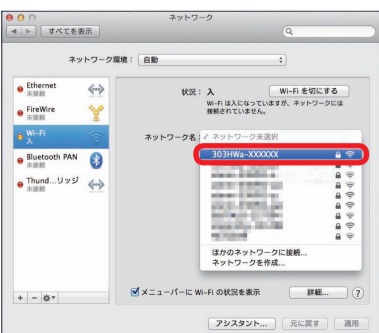 ネットワーク
すべてを表示
ネットワーク環境： 自動
Ethernet
未接続
FireWire
未接続
Wi-Fi
入
Bluetooth PAN
未接続
Thund...リッジ
未接続
状況： 入
Wi-Fi を切にする
Wi-Fi は入になっていますが、ネットワークには
接続されていません。
ネットワーク名： ✓ ネットワーク未選択
303HWa-XXXXXX
ほかのネットワークに接続...
ネットワークを作成...
メニューバーに Wi-Fi の状況を表示
詳細...
?
アシスタント... 元に戻す 適用